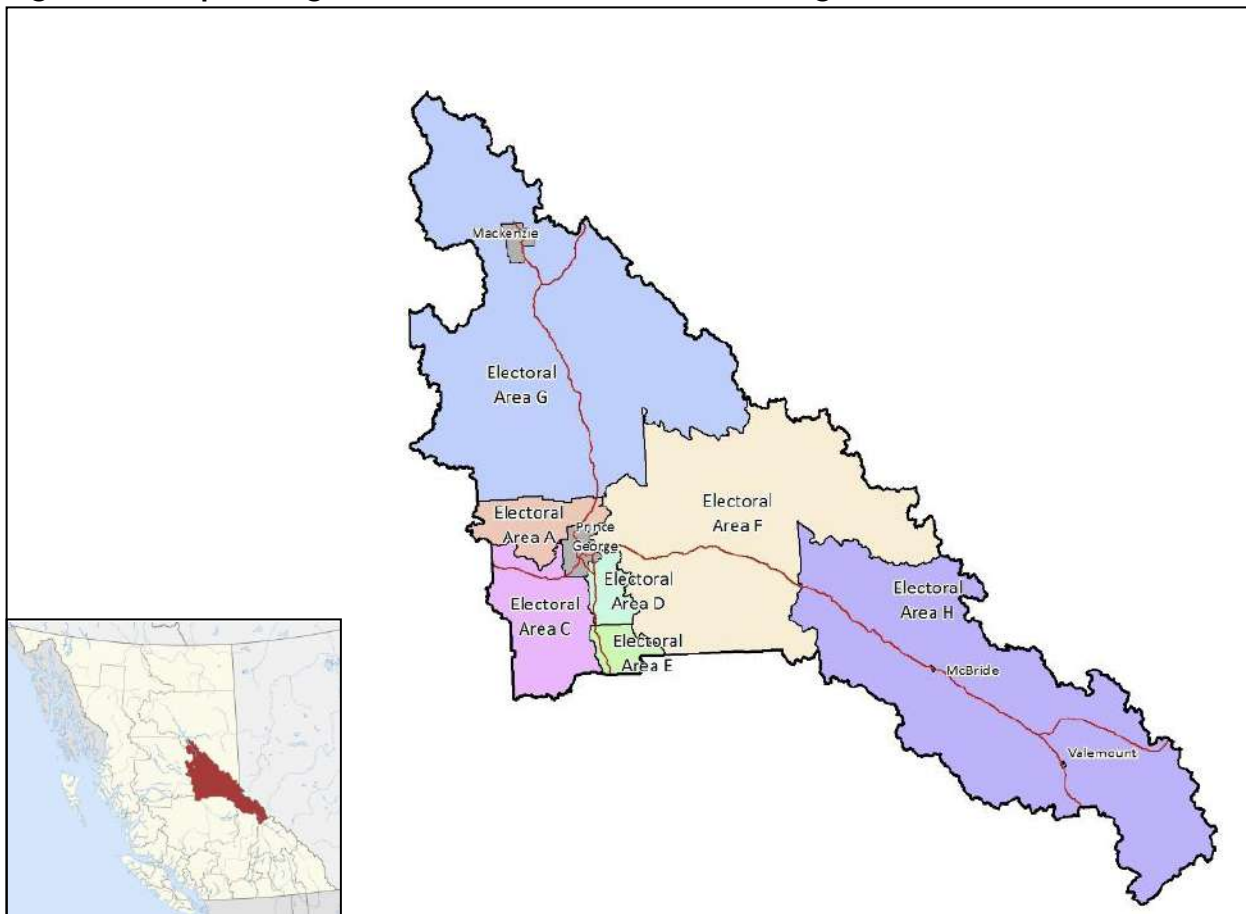 Mackenzie
Electoral
Area G
Electoral
Area A
Prince
George
Electoral
Area F
Electoral
Area D
Electoral
Area C
Electoral
Area E
Electoral
Area H
McBride
Valemount